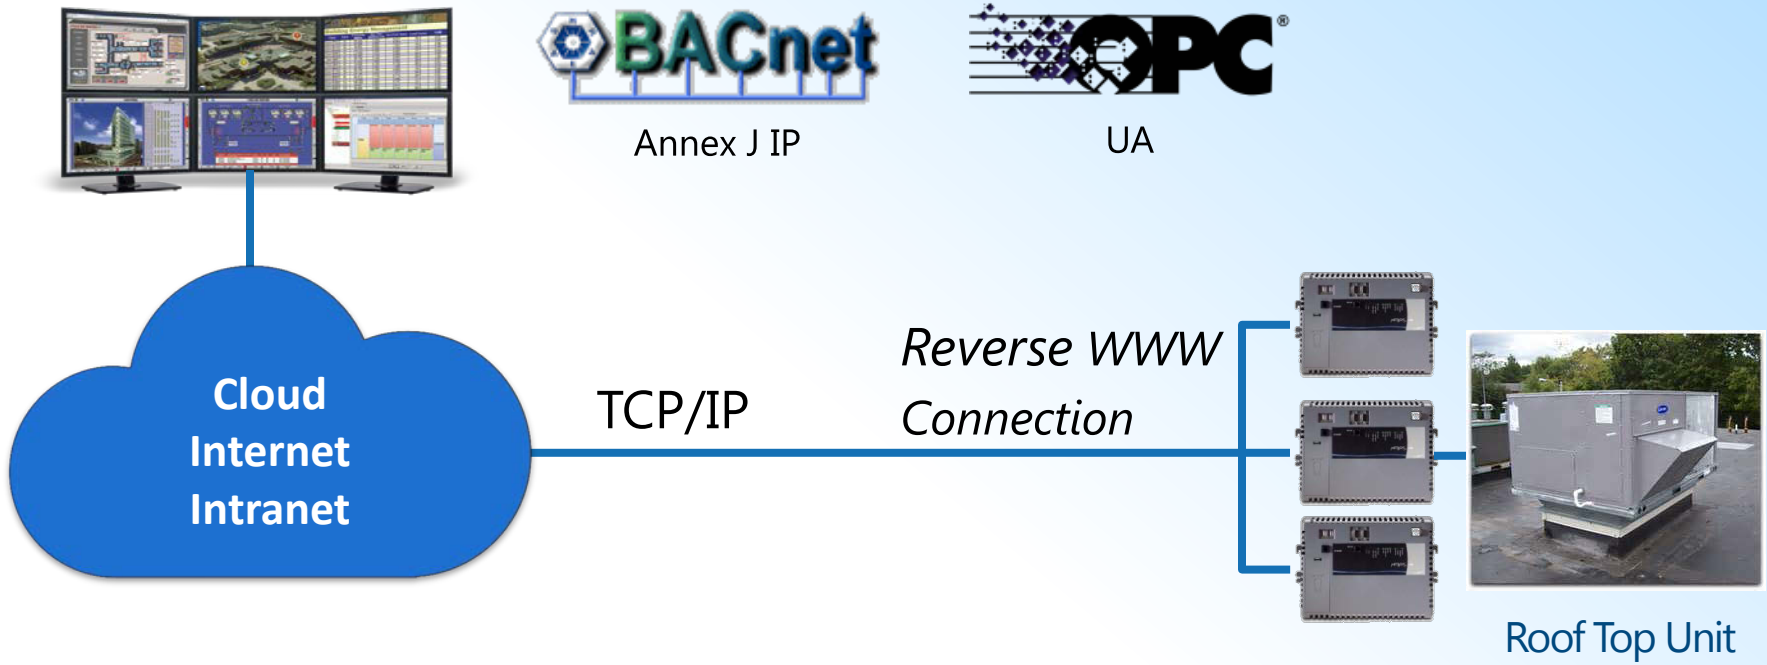 BACnet
OPC®
Annex J IP
UA
Reverse WWW
Connection
TCP/IP
Cloud
Internet
Intranet
Roof Top Unit